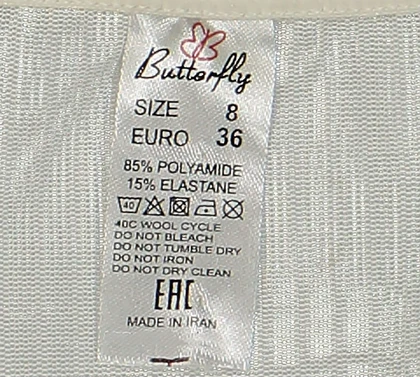 B
Butterfly
SIZE 8
EURO 36
85% POLYAMIDE
15% ELASTANE
40
40C WOOL CYCLE
DO NOT BLEACH
DO NOT TUMBLE DRY
DO NOT IRON
DO NOT DRY CLEAN
EAC
MADE IN IRAN